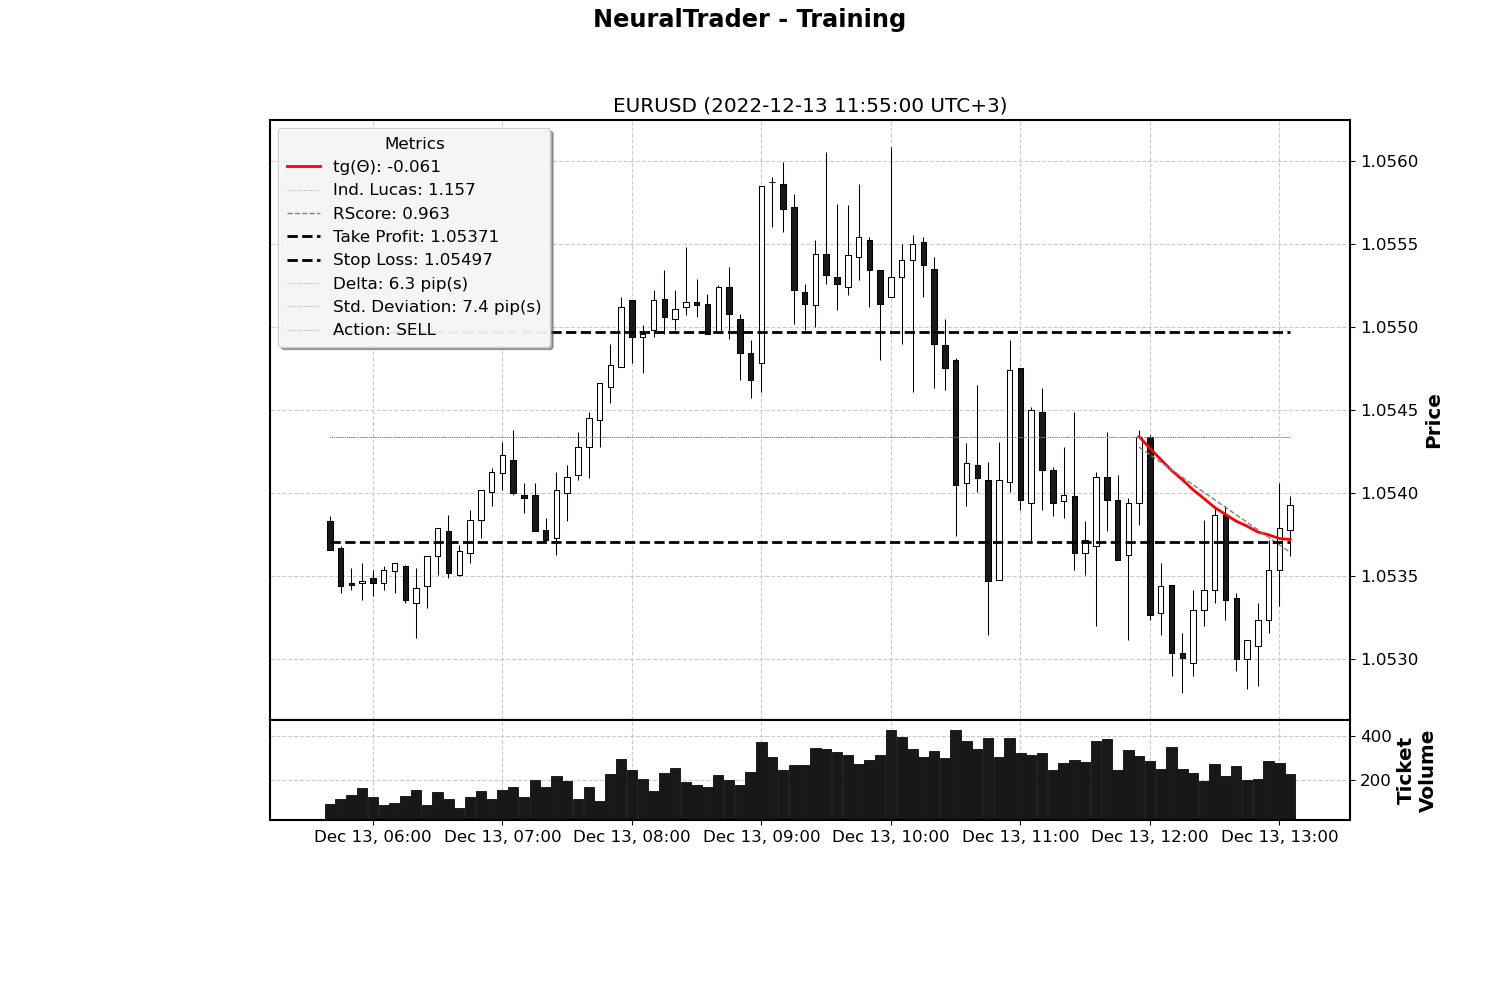 NeuralTrader - Training
EURUSD (2022-12-13 11:55:00 UTC+3)
Metrics
tg(Θ): -0.061
Ind. Lucas: 1.157
RScore: 0.963
Take Profit: 1.05371
Stop Loss: 1.05497
Delta: 6.3 pip(s)
Std. Deviation: 7.4 pip(s)
Action: SELL
1.0560
1.0555
1.0550
1.0545
1.0540
1.0535
1.0530
Price
400
200
Ticket
Volume
Dec 13, 06:00
Dec 13, 07:00
Dec 13, 08:00
Dec 13, 09:00
Dec 13, 10:00
Dec 13, 11:00
Dec 13, 12:00
Dec 13, 13:00